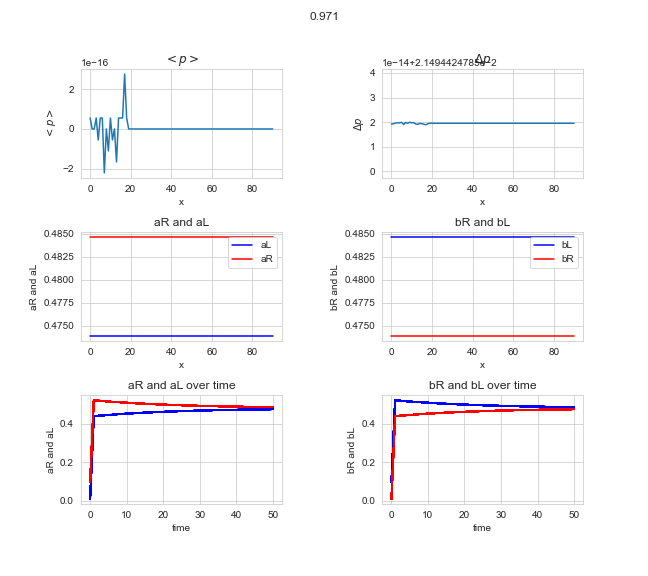 0.971
<p>
Δp
1e−16
1e−14+2.1494424785e−2
2
0
−2
<p>
0 20 40 60 80
x
4
3
2
1
0
Δp
0 20 40 60 80
x
aR and aL
0.4850
0.4825
0.4800
0.4775
0.4750
aR and aL
aL
aR
0 20 40 60 80
x
bR and bL
0.4850
0.4825
0.4800
0.4775
0.4750
bR and bL
bL
bR
0 20 40 60 80
x
aR and aL over time
0.4
0.2
0.0
aR and aL
0 10 20 30 40 50
time
bR and bL over time
0.4
0.2
0.0
bR and bL
0 10 20 30 40 50
time